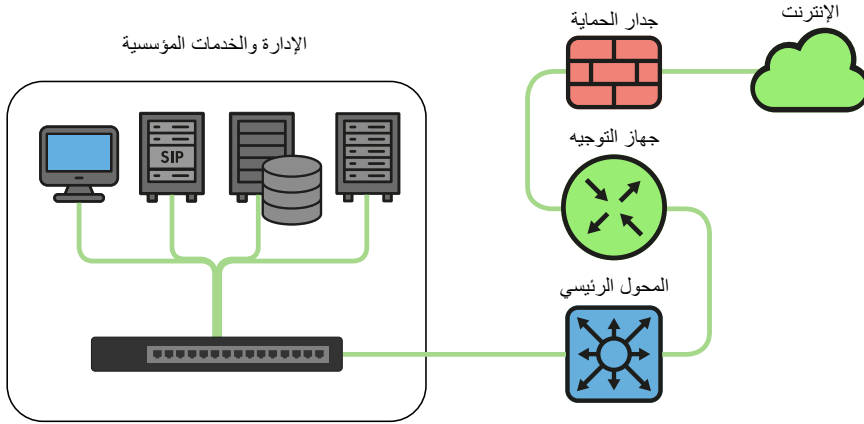 الإنترنت
جدار الحماية
الإدارة والخدمات المؤسسية
جهاز التوجيه
SIP
المحول الرئيسي